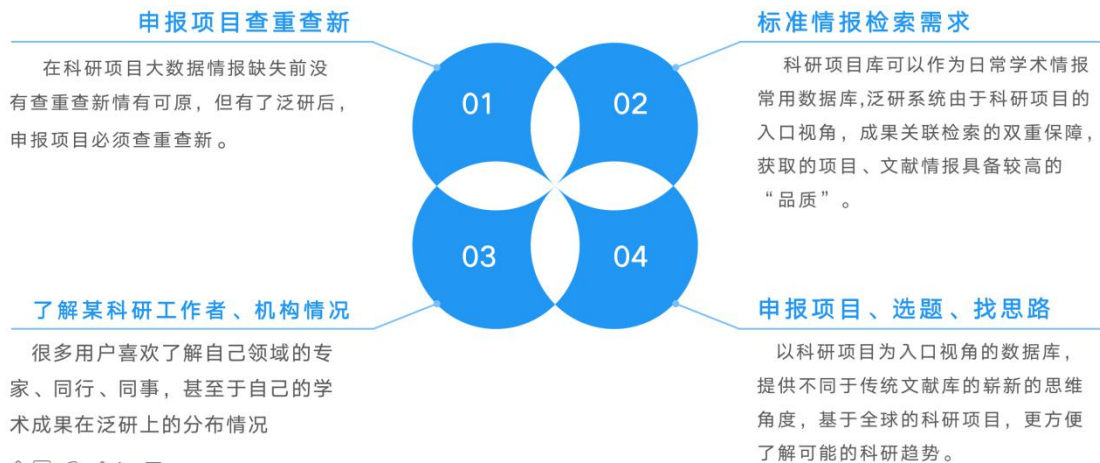 申报项目查重查新
在科研项目大数据情报缺失前没
有查重查新情有可原，但有了泛研后，
申报项目必须查重查新。
01
02
标准情报检索需求
科研项目库可以作为日常学术情报
常用数据库,泛研系统由于科研项目的
入口视角，成果关联检索的双重保障，
获取的项目、文献情报具备较高的
“品质”。
03
04
了解某科研工作者、机构情况
很多用户喜欢了解自己领域的专
家、同行、同事，甚至于自己的学
术成果在泛研上的分布情况
申报项目、选题、找思路
以科研项目为入口视角的数据库，
提供不同于传统文献库的崭新的思维
角度，基于全球的科研项目，更方便
了解可能的科研趋势。